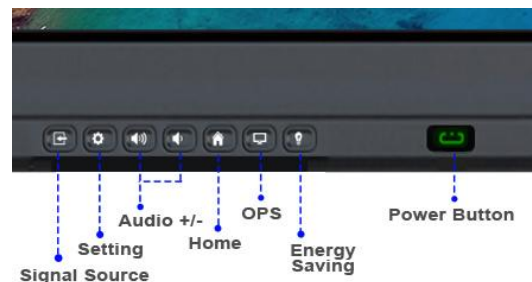 Audio +/-
OPS
Power Button
Setting
Home
Energy
Saving
Signal Source